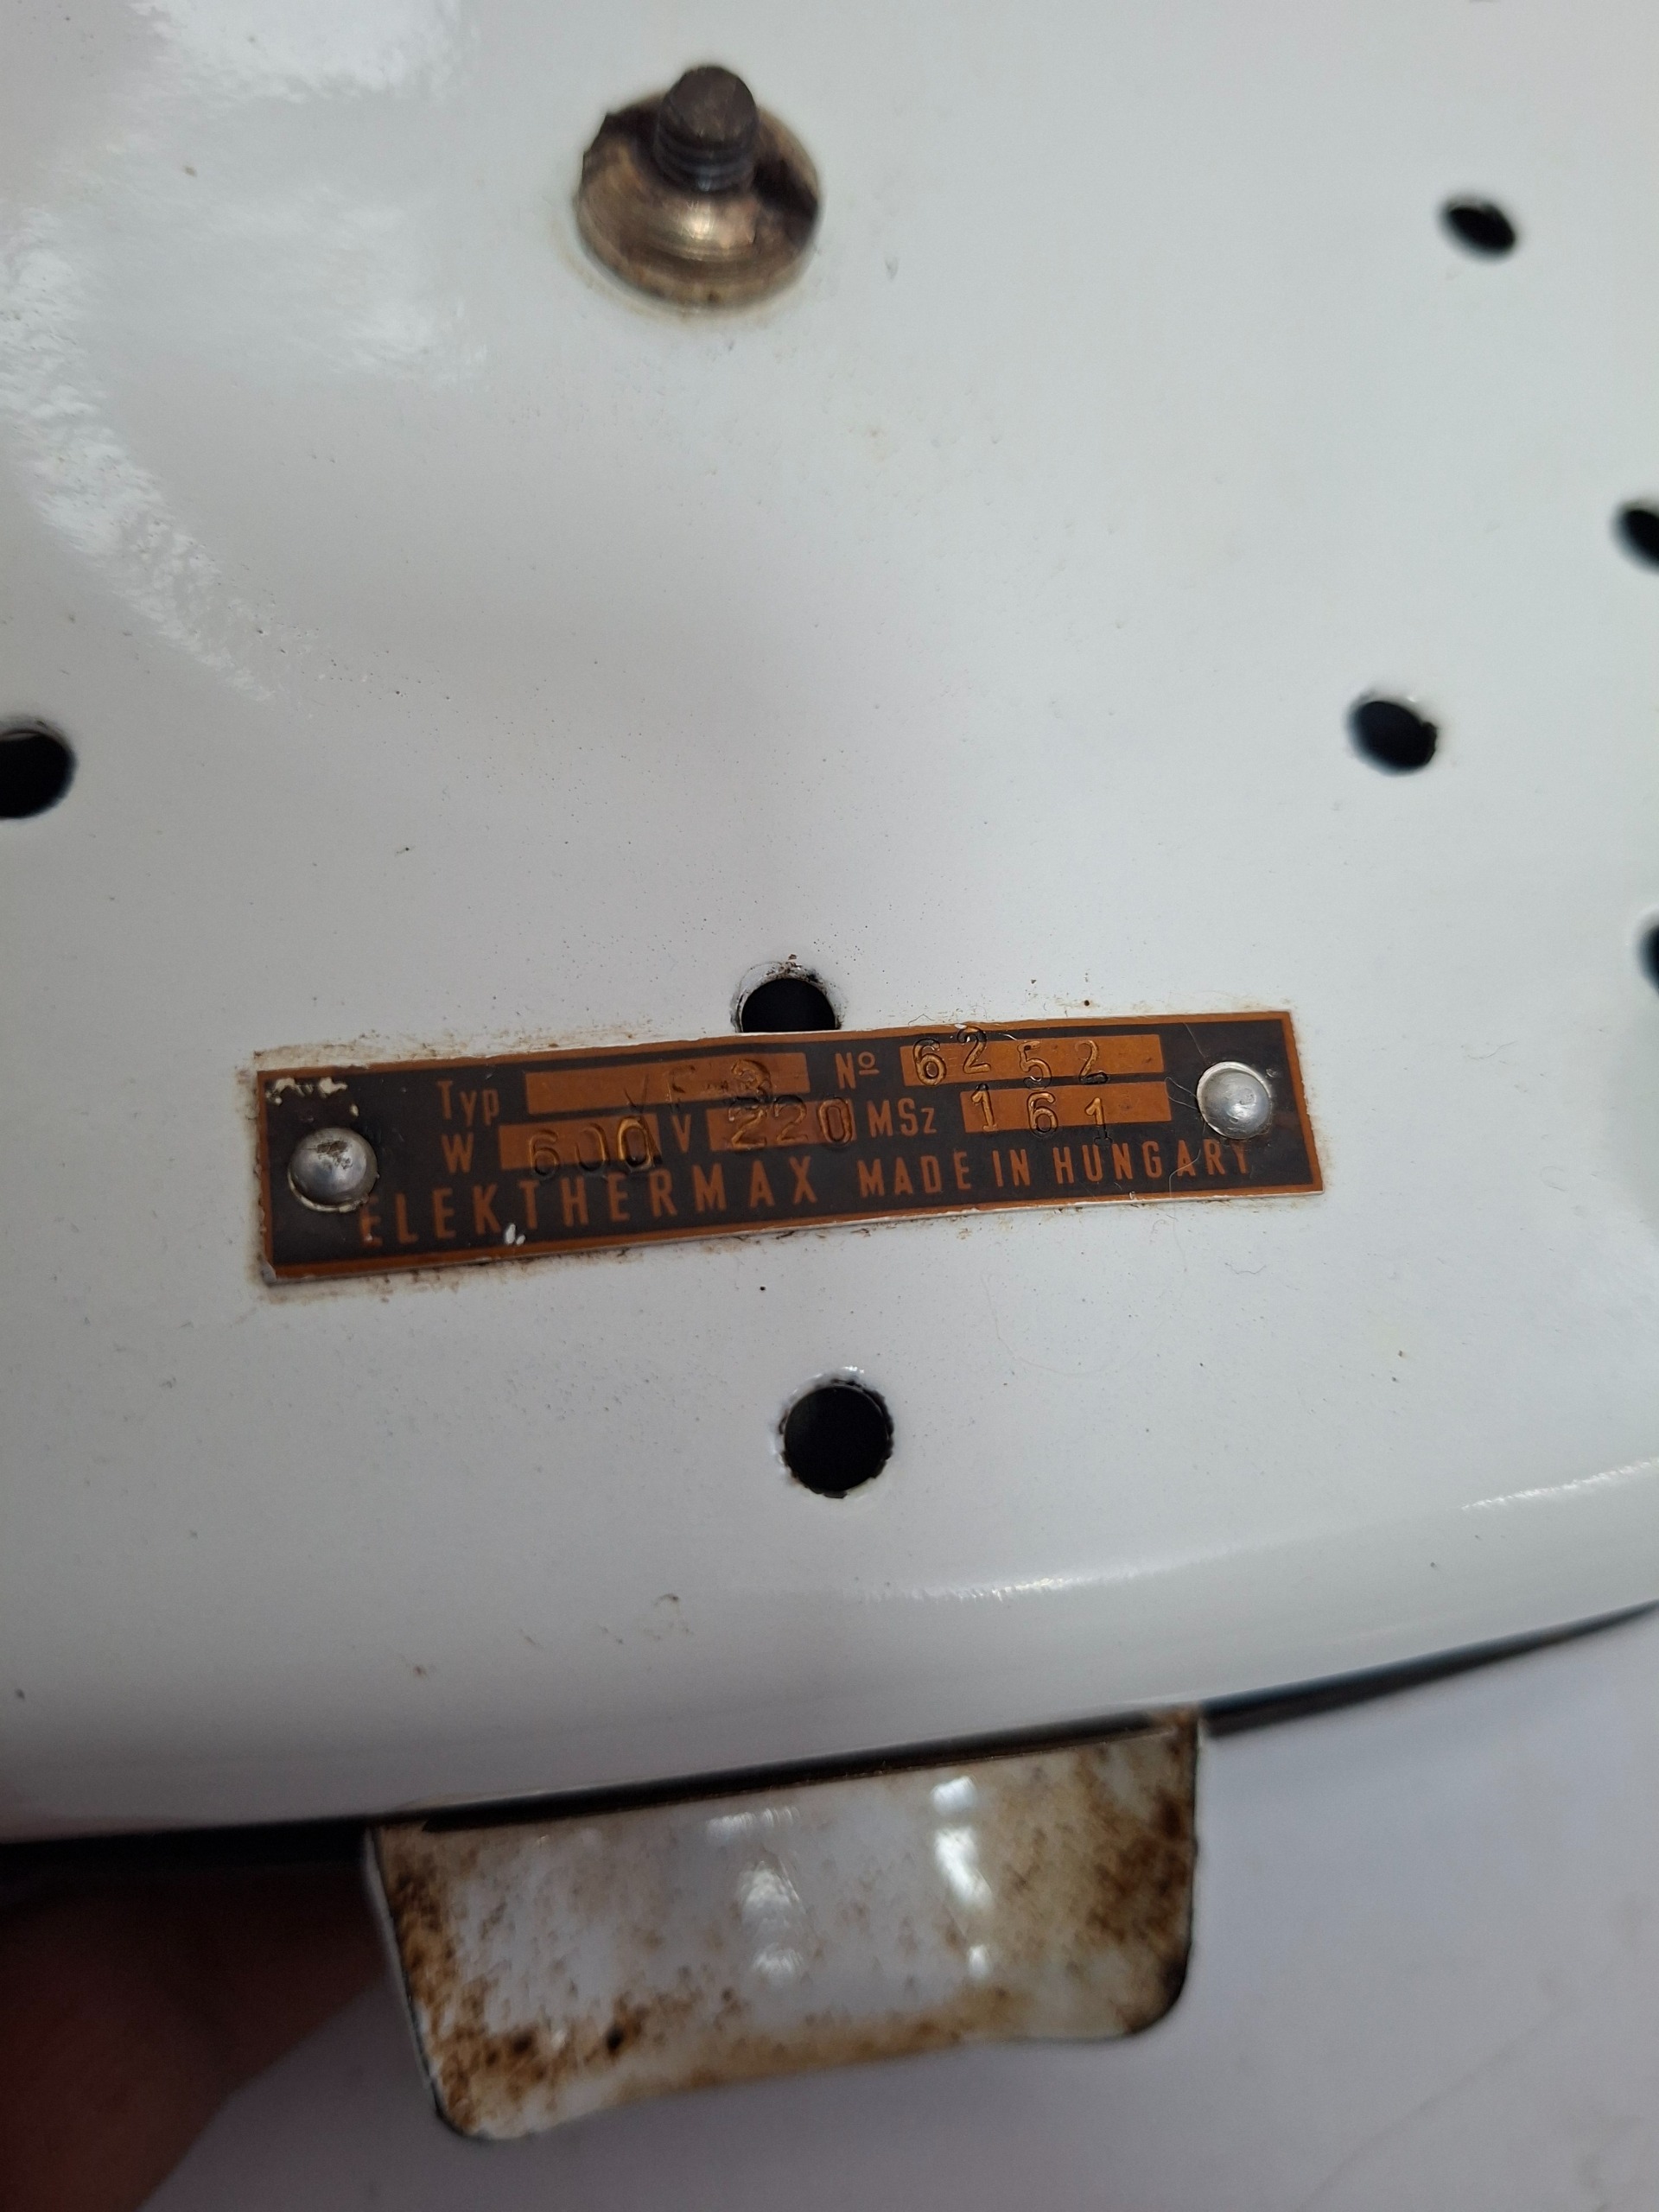 Typ VF-3 Nº 6252
W 600 V 220 MSz 161
ELEKTHERMAX MADE IN HUNGARY